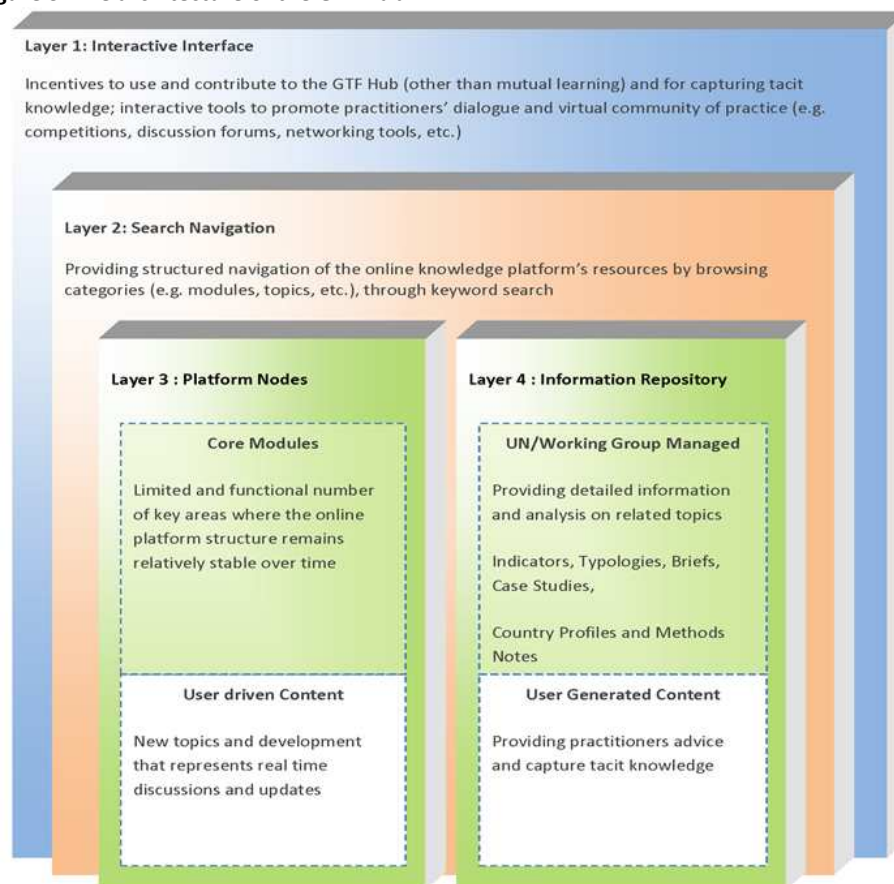 Layer 1: Interactive Interface
Incentives to use and contribute to the GTF Hub (other than mutual learning) and for capturing tacit
knowledge; interactive tools to promote practitioners' dialogue and virtual community of practice (e.g.
competitions, discussion forums, networking tools, etc.)
Layer 2: Search Navigation
Providing structured navigation of the online knowledge platform's resources by browsing
categories (e.g. modules, topics, etc.), through keyword search
Layer 3 : Platform Nodes
Core Modules
Limited and functional number
of key areas where the online
platform structure remains
relatively stable over time
User driven Content
New topics and development
that represents real time
discussions and updates
Layer 4 : Information Repository
UN/Working Group Managed
Providing detailed information
and analysis on related topics
Indicators, Typologies, Briefs,
Case Studies,
Country Profiles and Methods
Notes
User Generated Content
Providing practitioners advice
and capture tacit knowledge